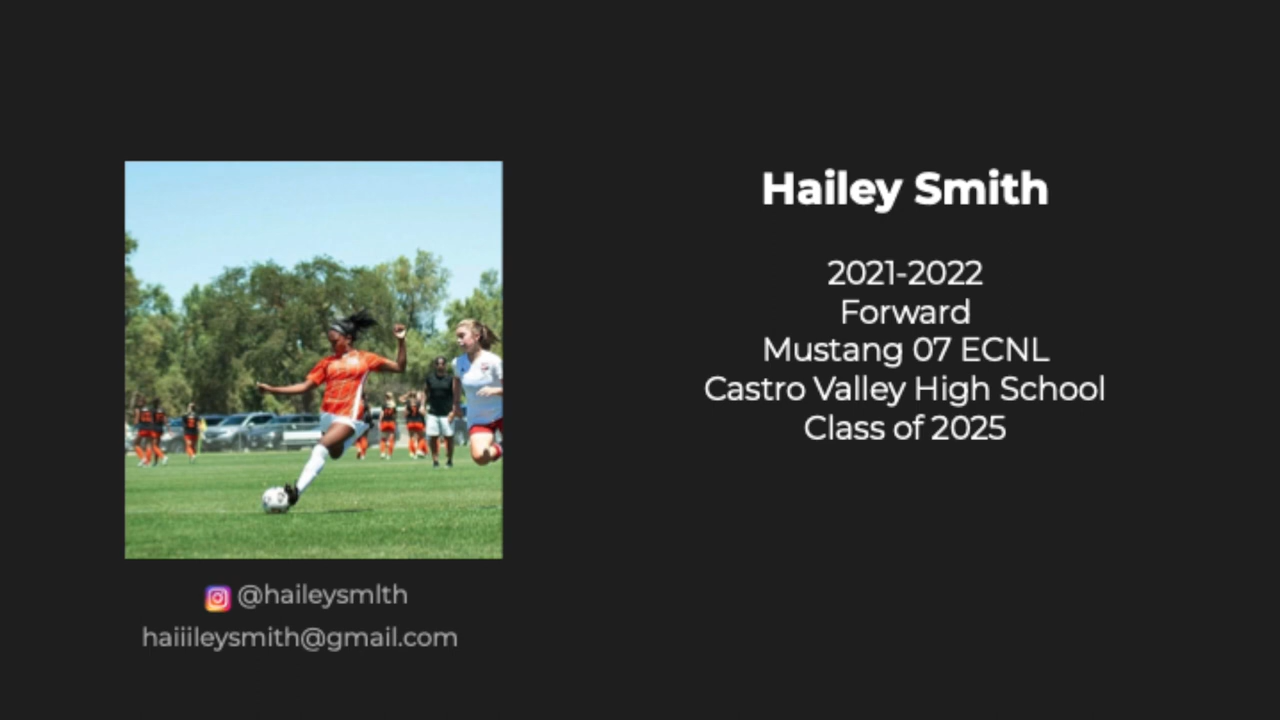 Hailey Smith
2021-2022
Forward
Mustang 07 ECNL
Castro Valley High School
Class of 2025
@haileysmlth
haiiileysmith@gmail.com